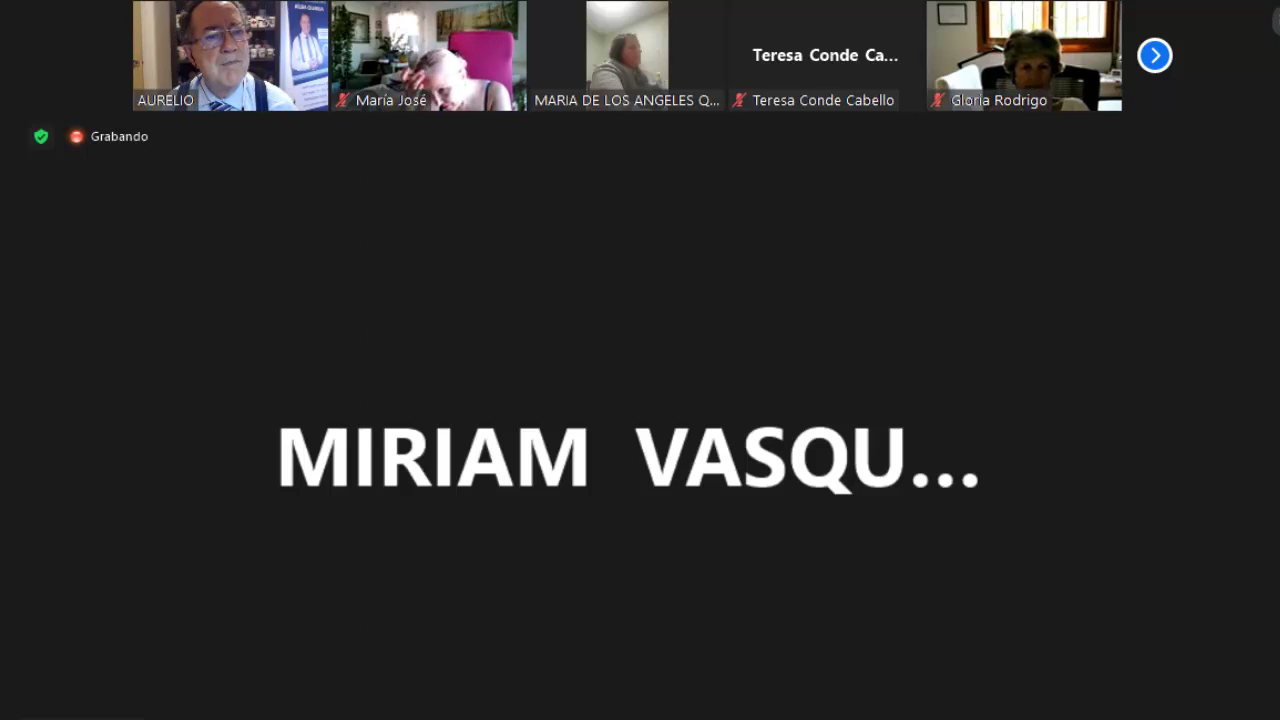 Teresa Conde Ca...
AURELIO
María José
MARIA DE LOS ANGELES Q...
Teresa Conde Cabello
Gloria Rodrigo
Grabando
MIRIAM VASQU...